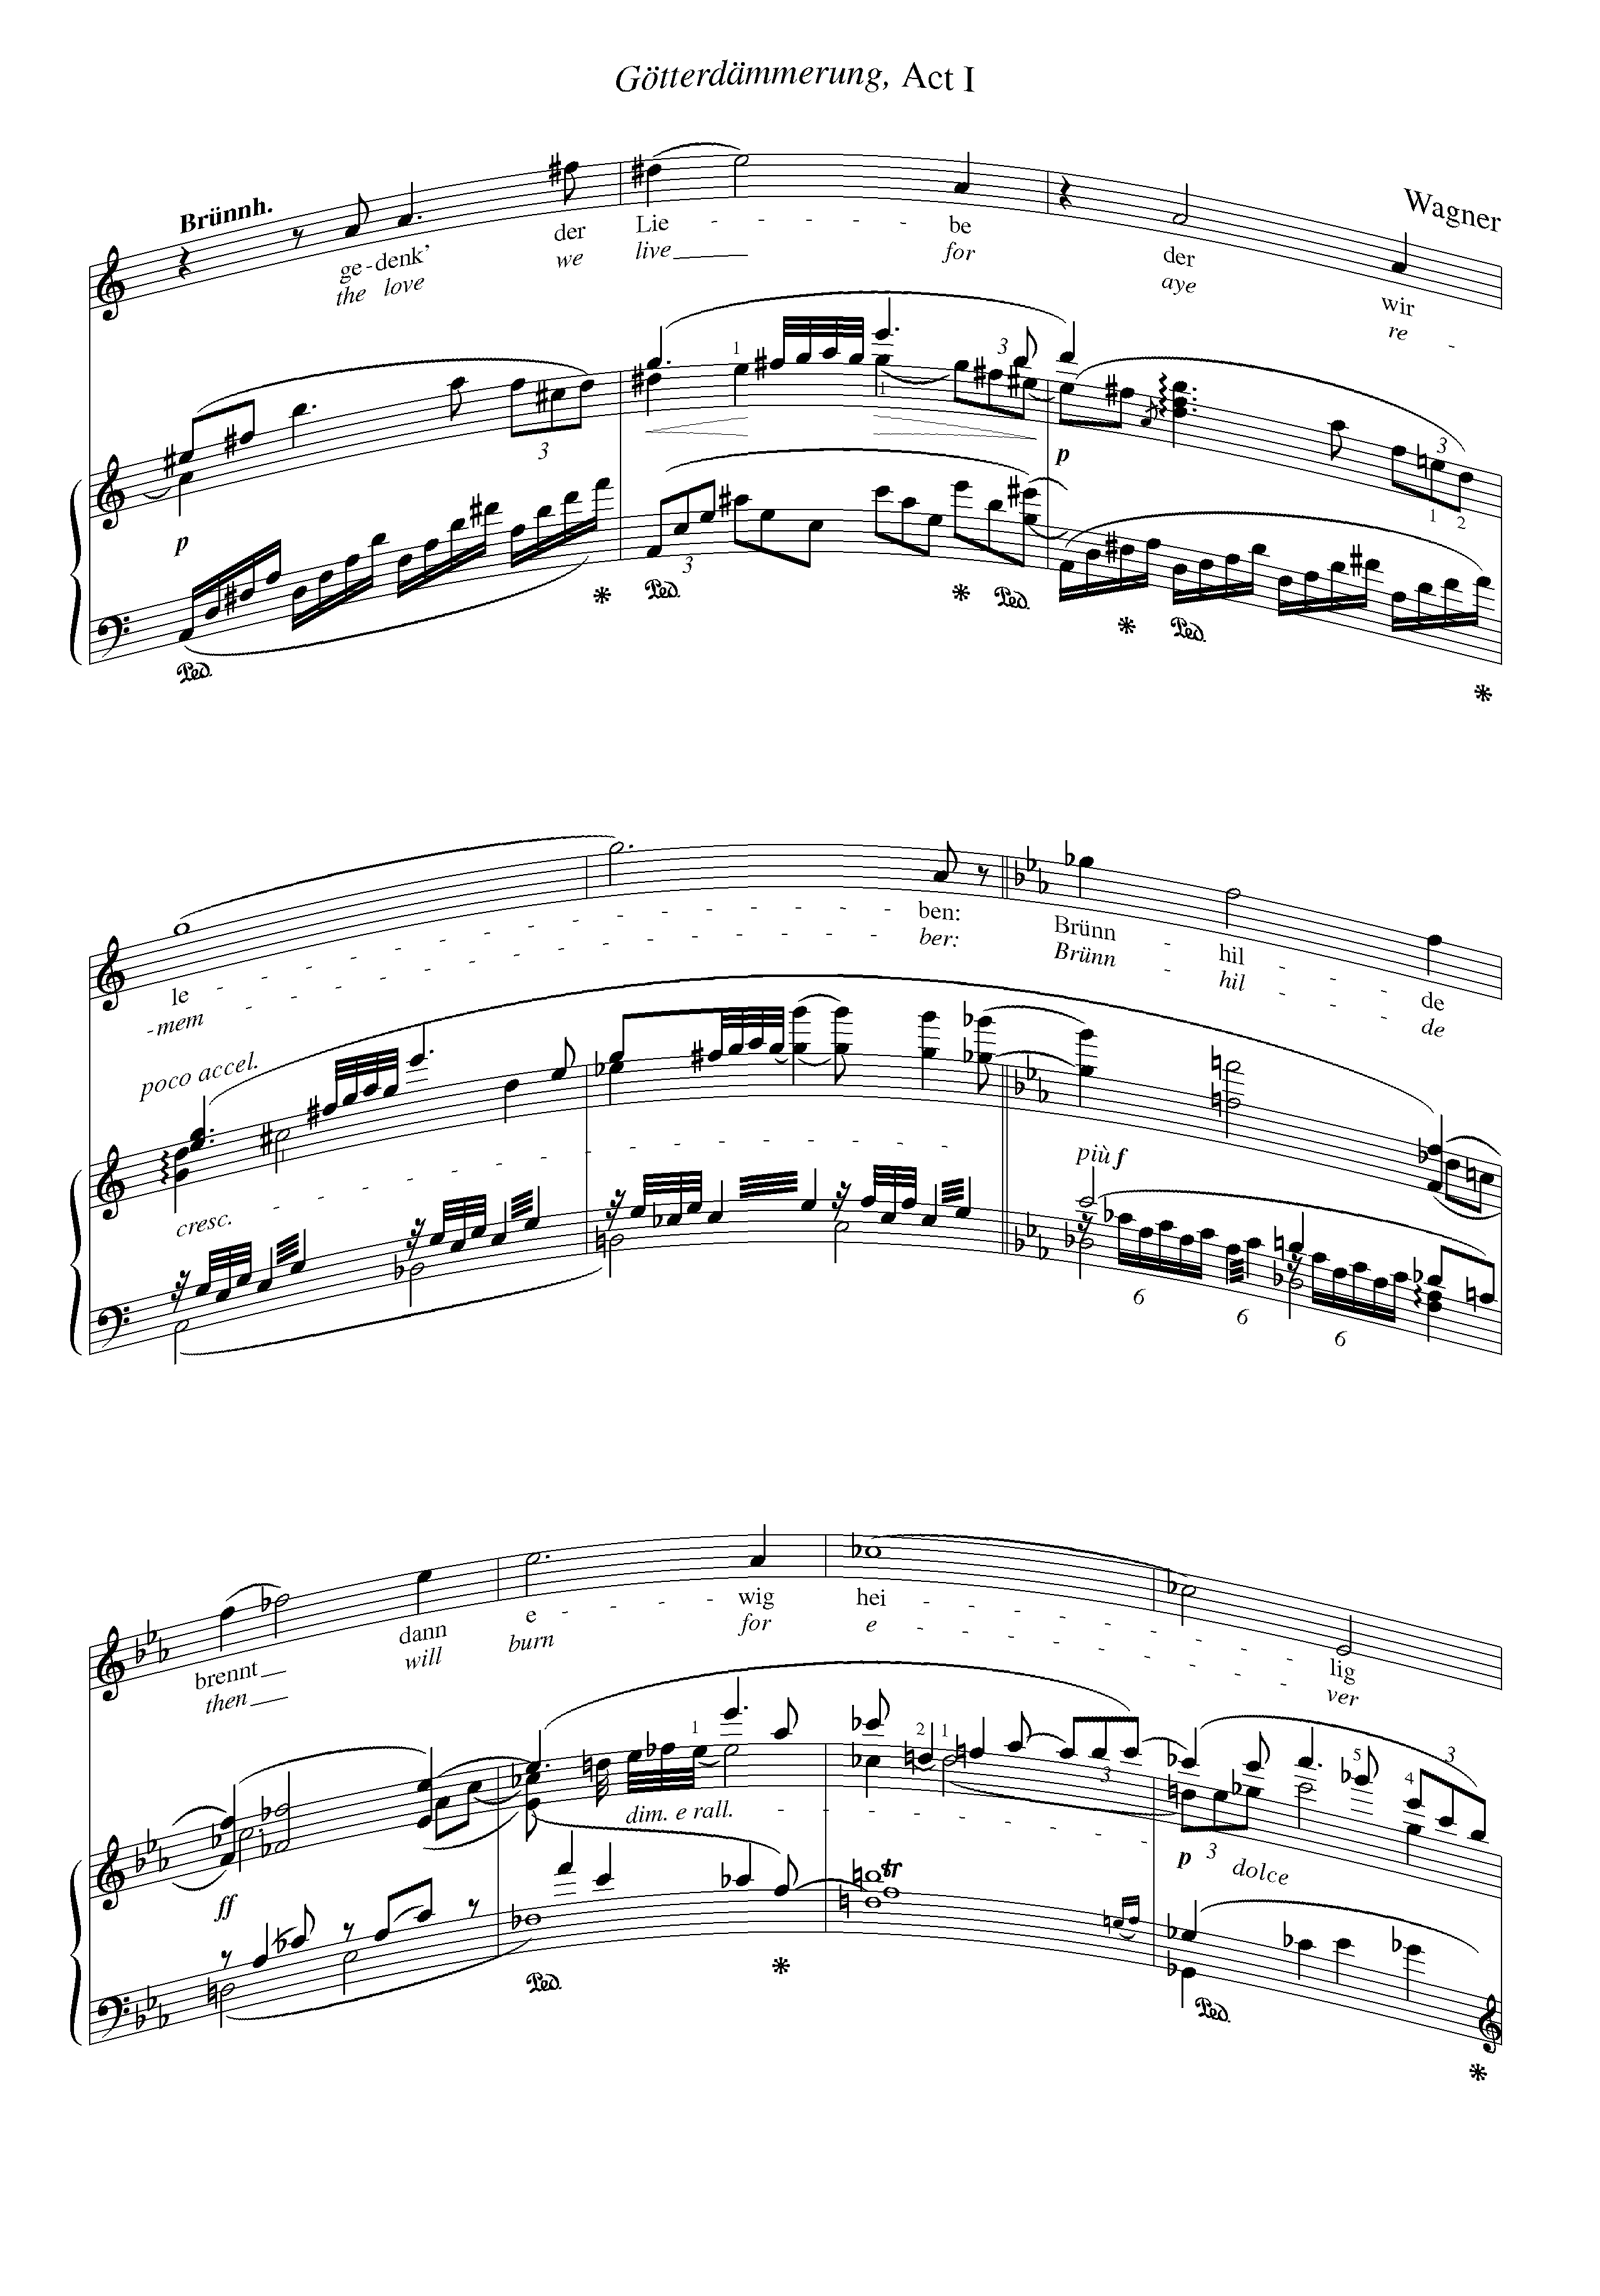 Götterdämmerung, Act I
Wagner
Brünnh.
ge - denk' der Lie - - - - be der wir
the love we live for aye re -
1 3
1
3
p p
3
3 1 2
Ped. * Ped. * Ped. * Ped. *
le - - - - - - - - - - - ben: Brünn - hil - - - de
- mem - - - - - - - - - - - ber: Brünn - hil - - - de
poco accel.
1
cresc. - - - - - - - - - - -
più f
6 6 6
brennt dann e - - - - wig hei - - - - - - lig
then will burn for e - - - - - - - ver
1 2 1 5 3
3 4
dim. e rall. - - - - - - - -
ff p 3 dolce
tr
Ped. * Ped. *